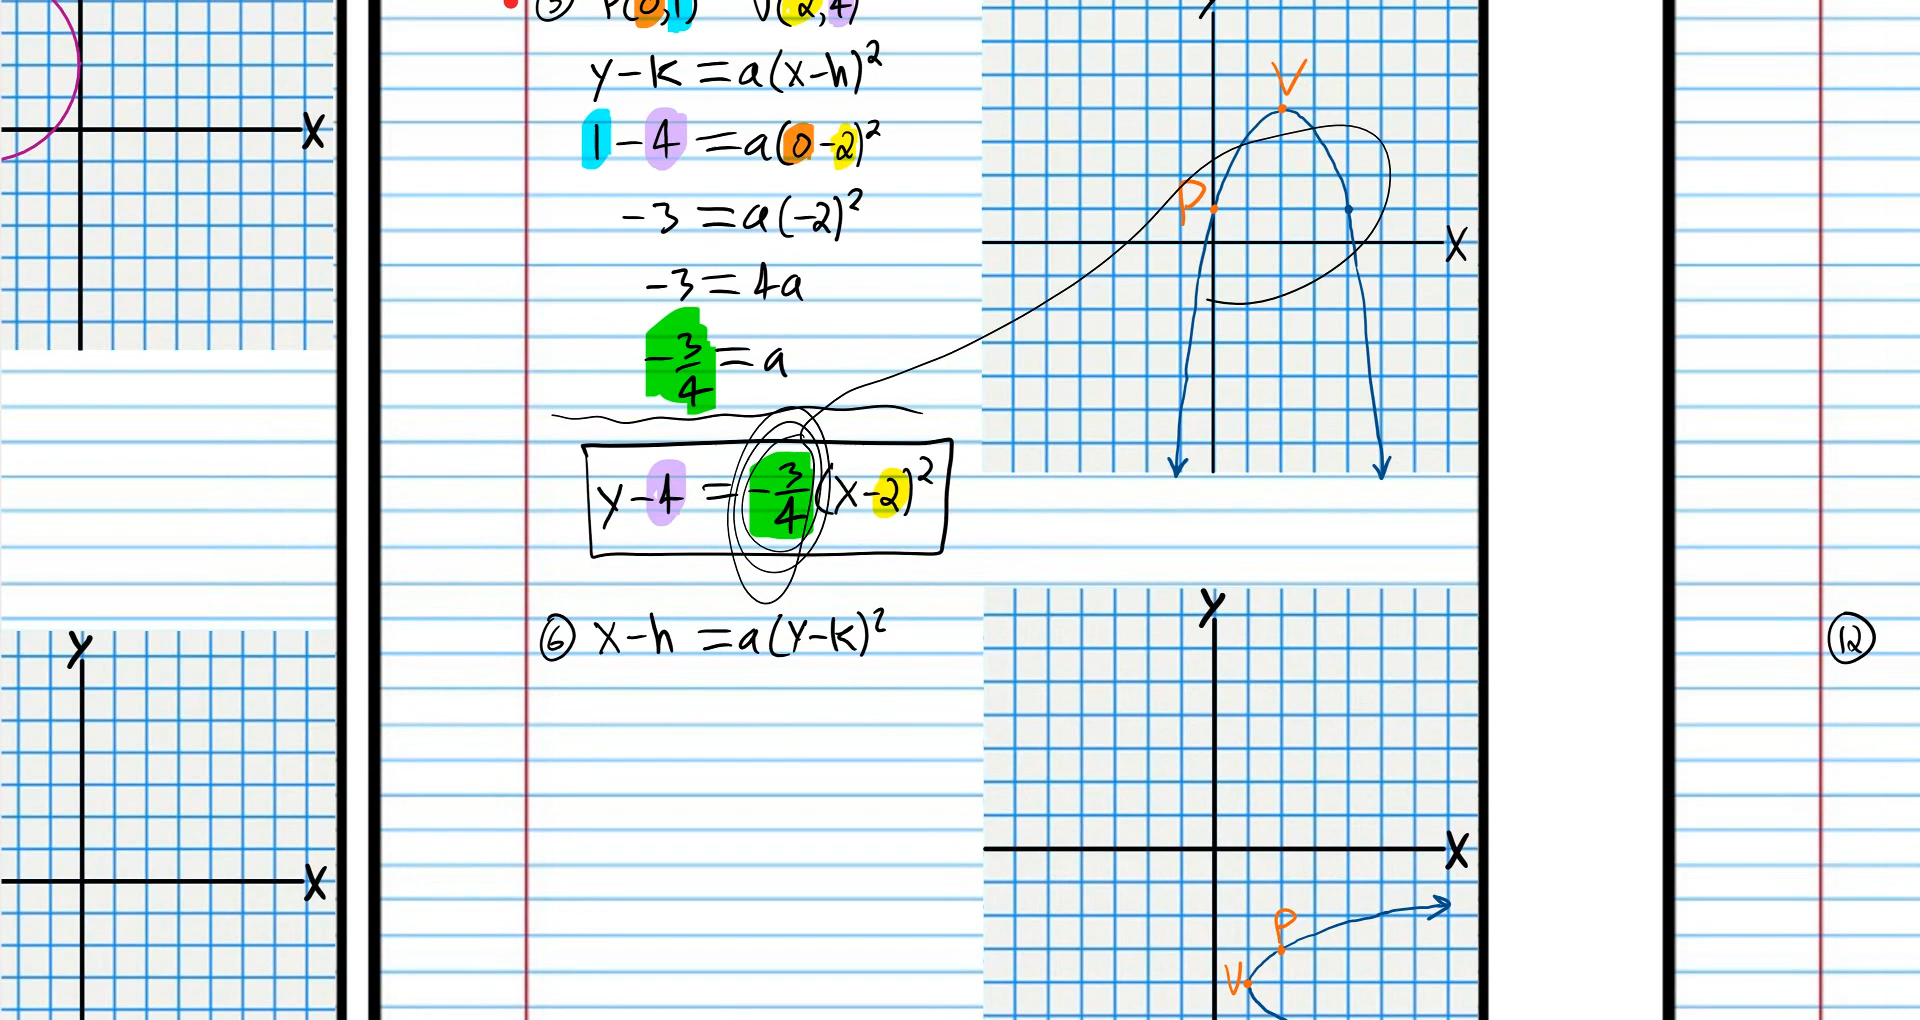 ⑤ P(0,1) V(2,4)
y-k = a(x-h)²
1-4 = a(0-2)²
-3 = a(-2)²
-3 = 4a
-3/4 = a
y-4 = -3/4(x-2)²
⑥ x-h = a(y-k)²
X
y
X
y
V
P
X
y
X
P
V
⑫